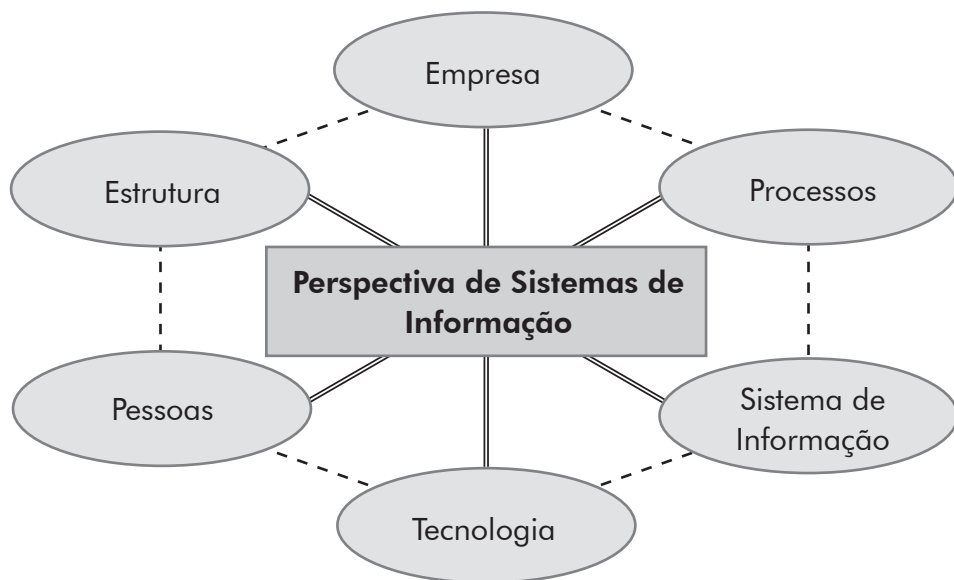 Empresa
Estrutura
Processos
Perspectiva de Sistemas de
Informação
Pessoas
Sistema de
Informação
Tecnologia